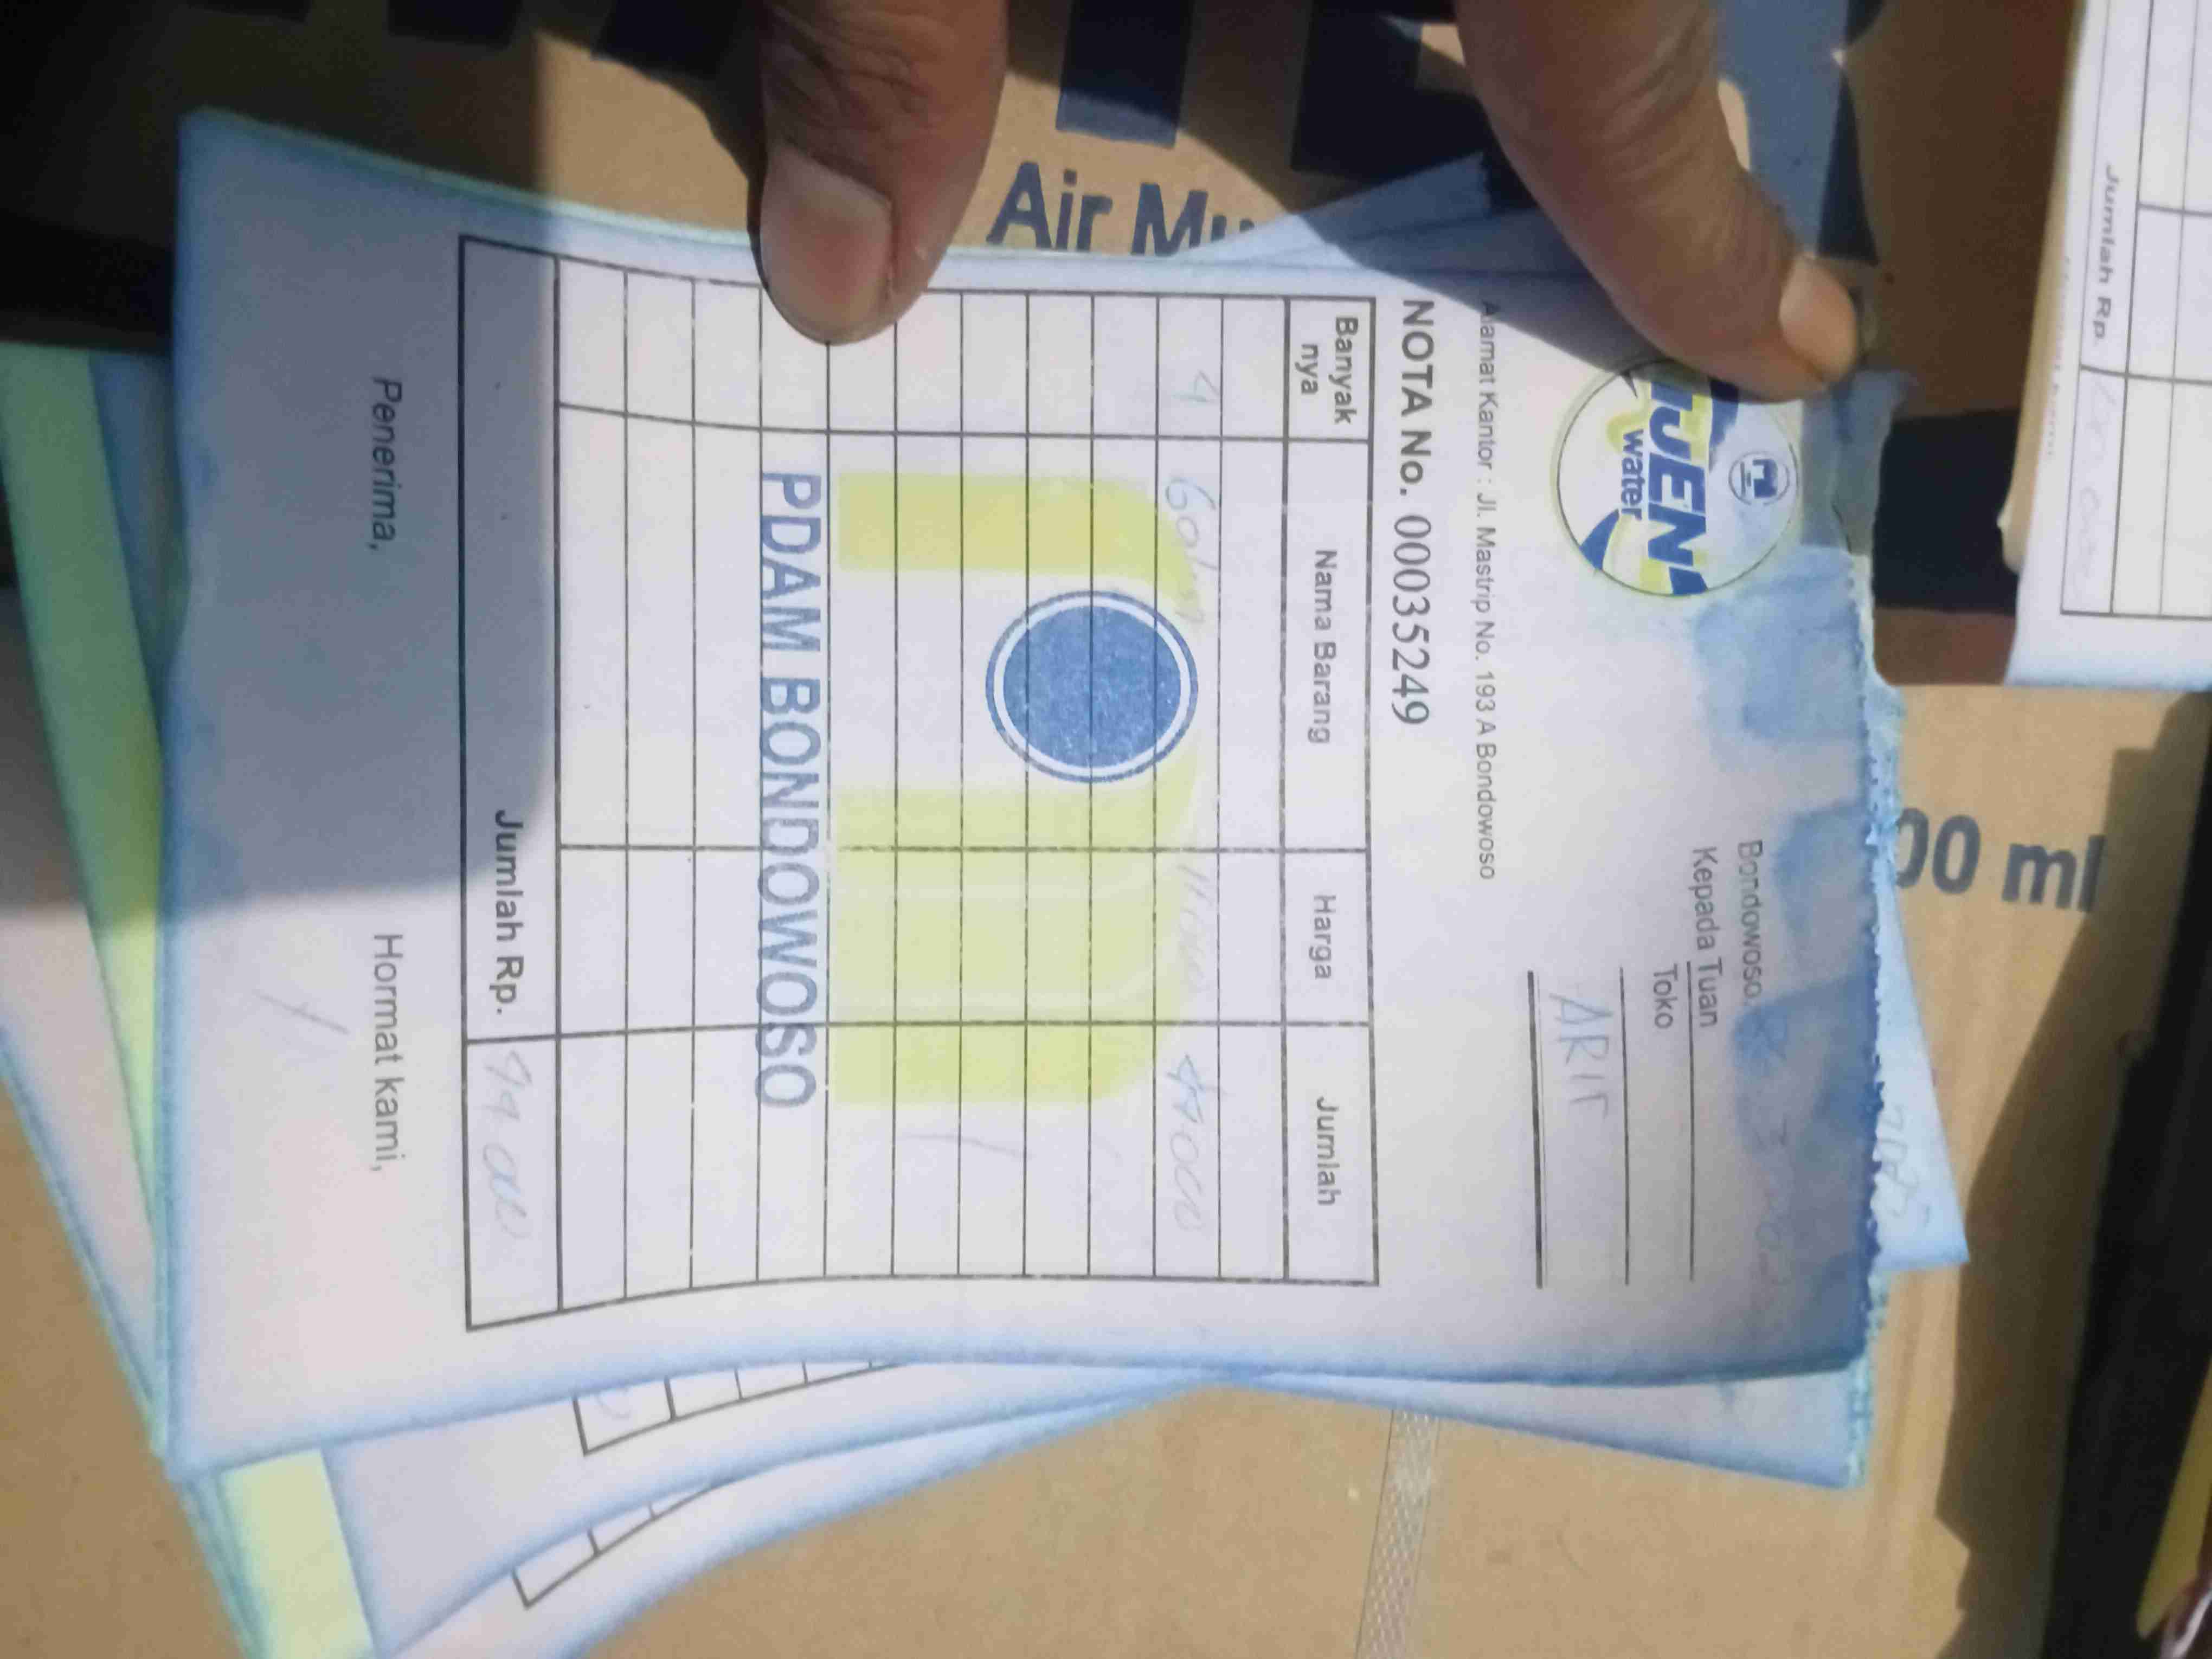 IJEN
water
Bondowoso,
Kepada Tuan
Toko
ARIF
Alamat Kantor : Jl. Mastrip No. 193 A Bondowoso
NOTA No. 00035249
Banyak nya Nama Barang Harga Jumlah
4 Galon 11000 44000
PDAM BONDOWOSO
Jumlah Rp. 44.000
Penerima, Hormat kami,
Air Mu
00 ml
Jumlah Rp.